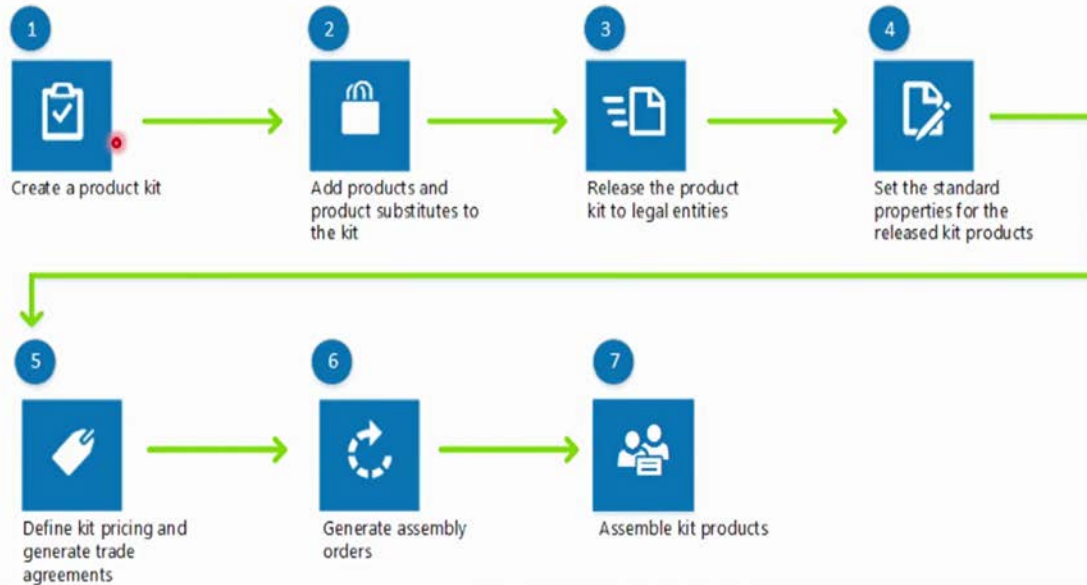 1
2
3
4
Create a product kit
Add products and
product substitutes to
the kit
Release the product
kit to legal entities
Set the standard
properties for the
released kit products
5
6
7
Define kit pricing and
generate trade
agreements
Generate assembly
orders
Assemble kit products